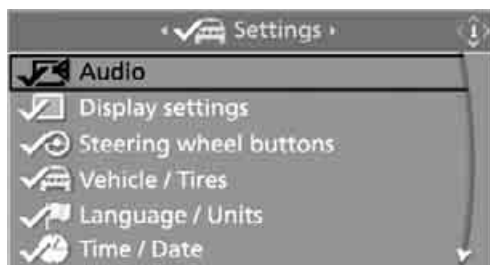 Settings
Audio
Display settings
Steering wheel buttons
Vehicle / Tires
Language / Units
Time / Date